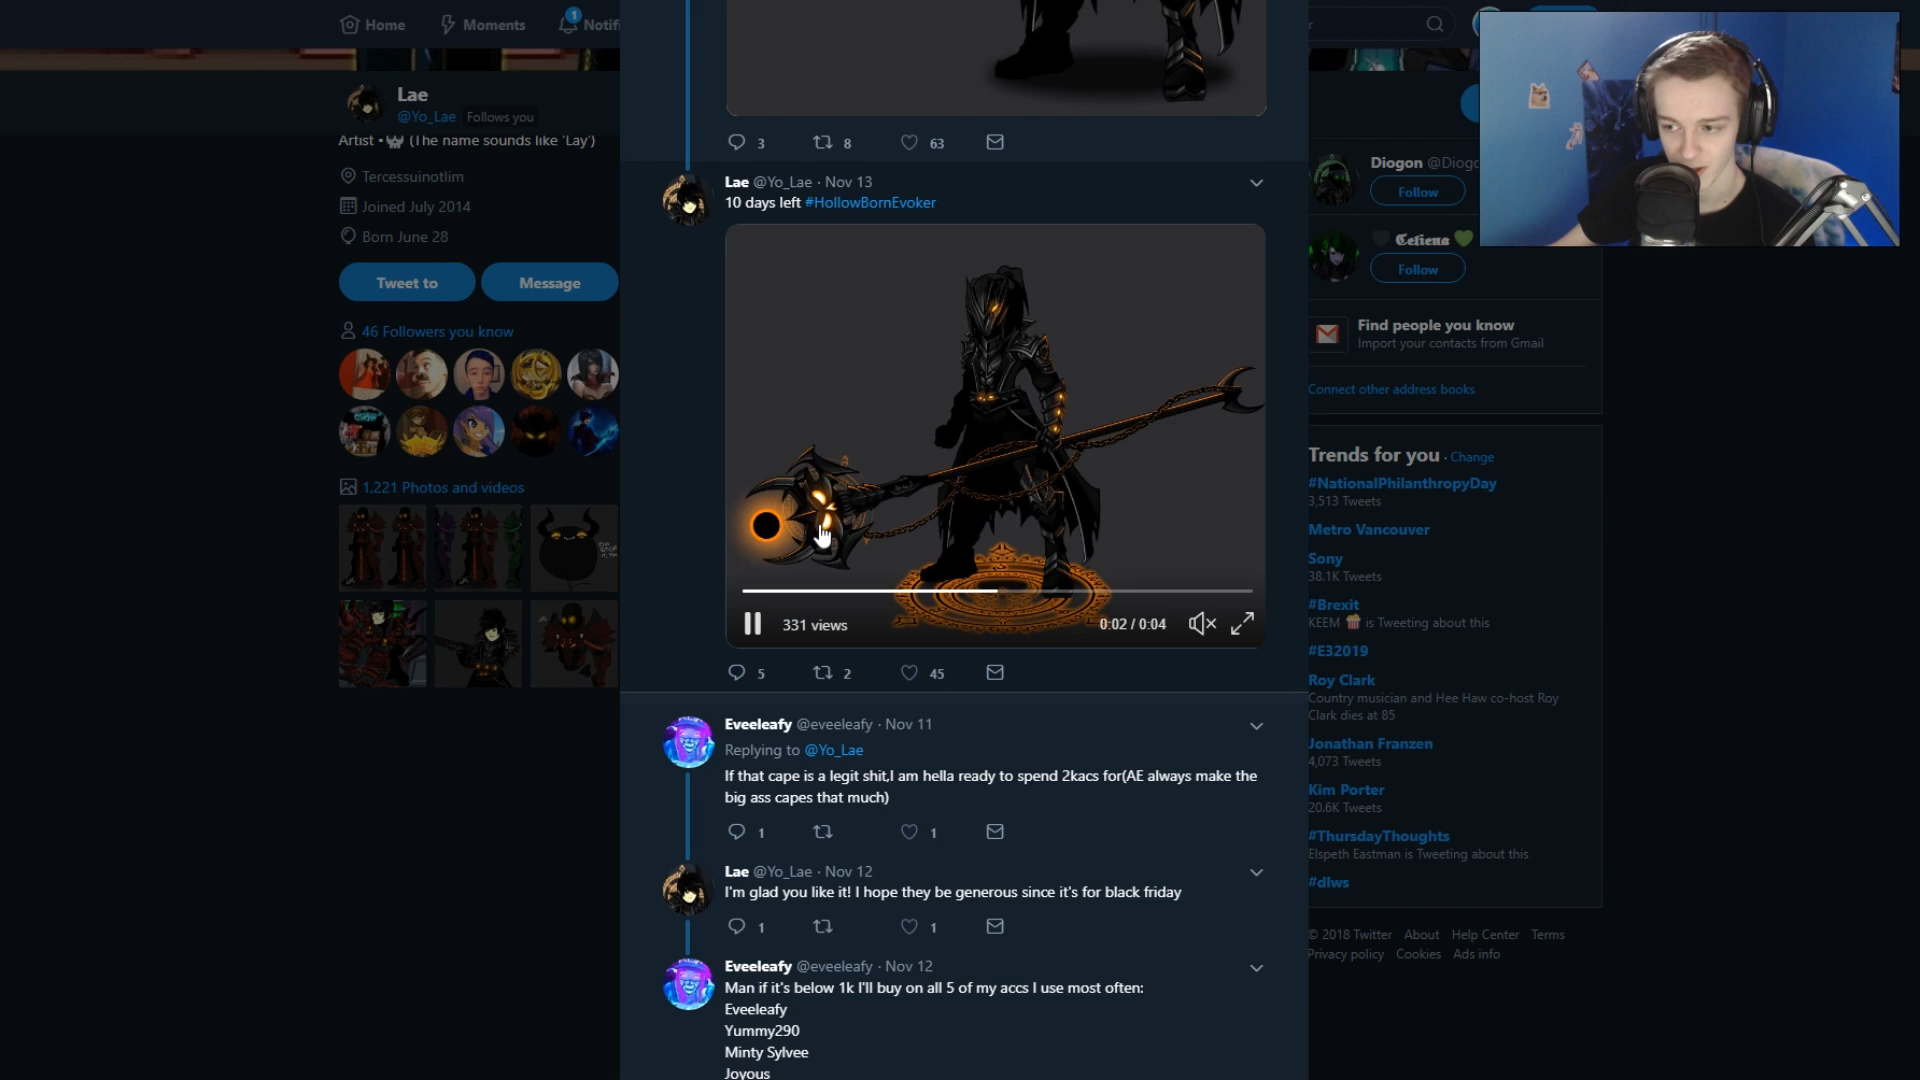 Home
Moments
Notifi
1
Lae
@Yo_Lae Follows you
Artist • (The name sounds like 'Lay')
Tercessuinotlim
Joined July 2014
Born June 28
Tweet to
Message
46 Followers you know
1,221 Photos and videos
3
8
63
Lae @Yo_Lae · Nov 13
10 days left #HollowBornEvoker
331 views
0:02 / 0:04
5
2
45
Eveeleafy @eveeleafy · Nov 11
Replying to @Yo_Lae
If that cape is a legit shit,I am hella ready to spend 2kacs for(AE always make the
big ass capes that much)
1
1
Lae @Yo_Lae · Nov 12
I'm glad you like it! I hope they be generous since it's for black friday
1
1
Eveeleafy @eveeleafy · Nov 12
Man if it's below 1k I'll buy on all 5 of my accs I use most often:
Eveeleafy
Yummy290
Minty Sylvee
Joyous
Diogon @Diogo
Follow
𝕮𝖊𝖑𝖎𝖊𝖓𝖆
Follow
Find people you know
Import your contacts from Gmail
Connect other address books
Trends for you · Change
#NationalPhilanthropyDay
3,513 Tweets
Metro Vancouver
Sony
38.1K Tweets
#Brexit
KEEM 🍿 is Tweeting about this
#E32019
Roy Clark
Country musician and Hee Haw co-host Roy
Clark dies at 85
Jonathan Franzen
4,073 Tweets
Kim Porter
20.6K Tweets
#ThursdayThoughts
Elspeth Eastman is Tweeting about this
#dlws
© 2018 Twitter About Help Center Terms
Privacy policy Cookies Ads info